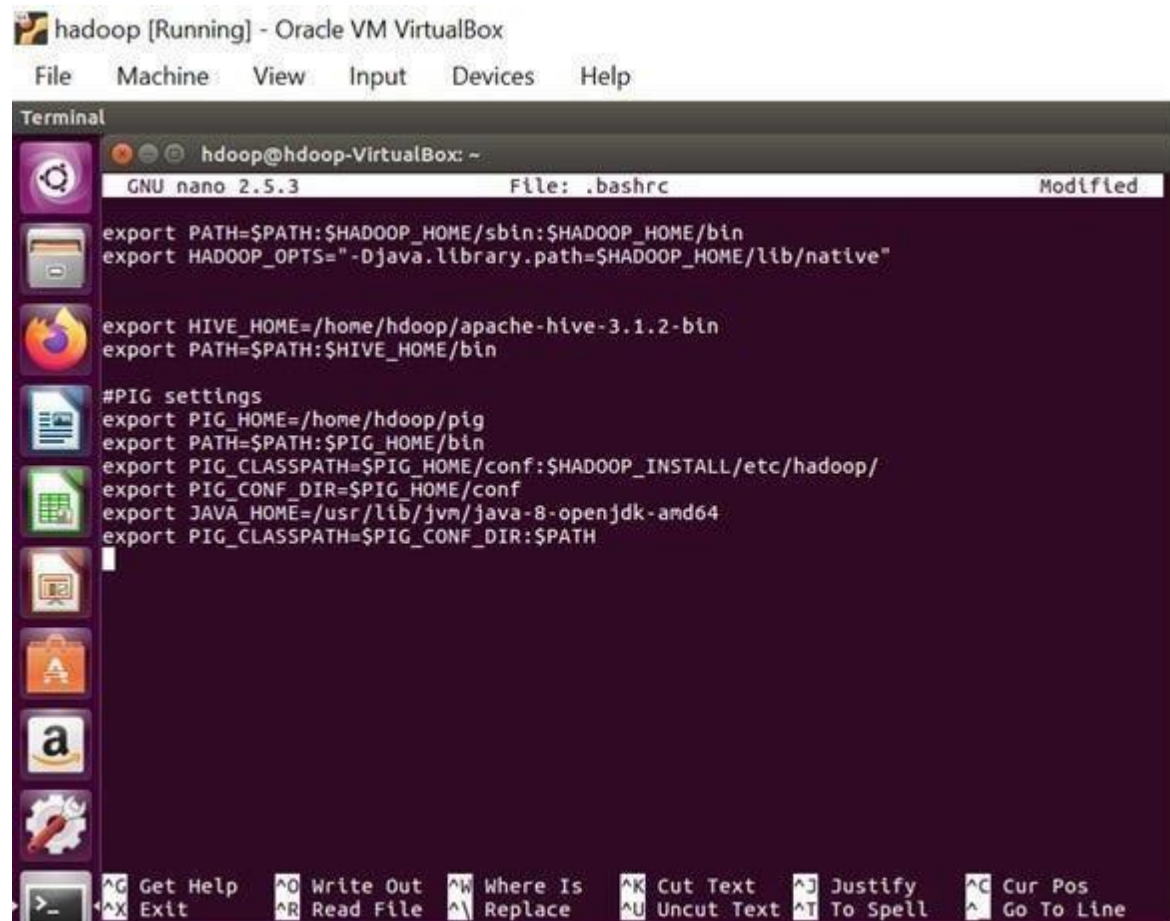 hadoop [Running] - Oracle VM VirtualBox
File Machine View Input Devices Help
Terminal
hdoop@hdoop-VirtualBox: ~
GNU nano 2.5.3 File: .bashrc Modified
export PATH=$PATH:$HADOOP_HOME/sbin:$HADOOP_HOME/bin
export HADOOP_OPTS="-Djava.library.path=$HADOOP_HOME/lib/native"
export HIVE_HOME=/home/hdoop/apache-hive-3.1.2-bin
export PATH=$PATH:$HIVE_HOME/bin
#PIG settings
export PIG_HOME=/home/hdoop/pig
export PATH=$PATH:$PIG_HOME/bin
export PIG_CLASSPATH=$PIG_HOME/conf:$HADOOP_INSTALL/etc/hadoop/
export PIG_CONF_DIR=$PIG_HOME/conf
export JAVA_HOME=/usr/lib/jvm/java-8-openjdk-amd64
export PIG_CLASSPATH=$PIG_CONF_DIR:$PATH
a
^G Get Help ^O Write Out ^W Where Is ^K Cut Text ^J Justify ^C Cur Pos
^X Exit ^R Read File ^\ Replace ^U Uncut Text ^T To Spell ^_ Go To Line